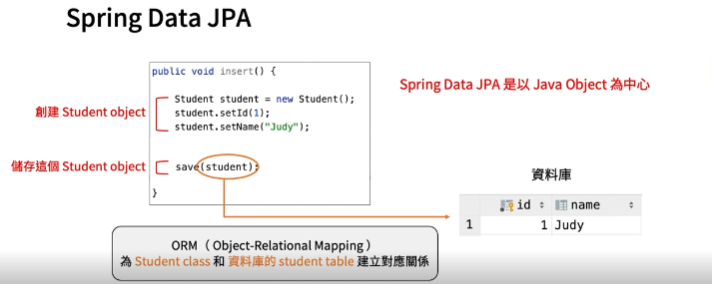 Spring Data JPA
public void insert() {
Student student = new Student();
student.setId(1);
student.setName("Judy");
save(student);
}
創建 Student object
儲存這個 Student object
Spring Data JPA 是以 Java Object 為中心
資料庫
id name
1 1 Judy
ORM（Object-Relational Mapping）
為 Student class 和 資料庫的 student table 建立對應關係